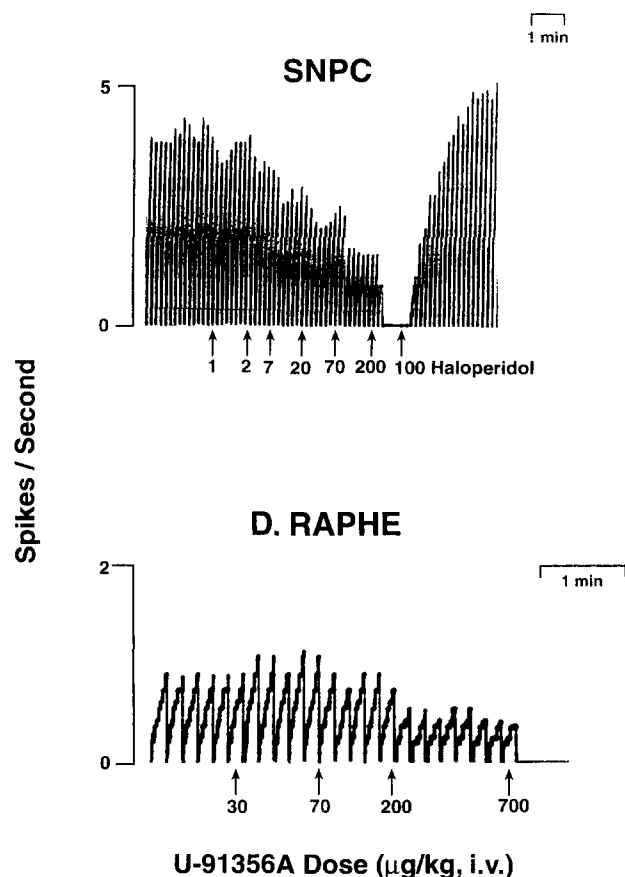 1 min
SNPC
5
0
1 2 7 20 70 200 100 Haloperidol
Spikes / Second
D. RAPHE
2
1 min
0
30 70 200 700
U-91356A Dose (µg/kg, i.v.)